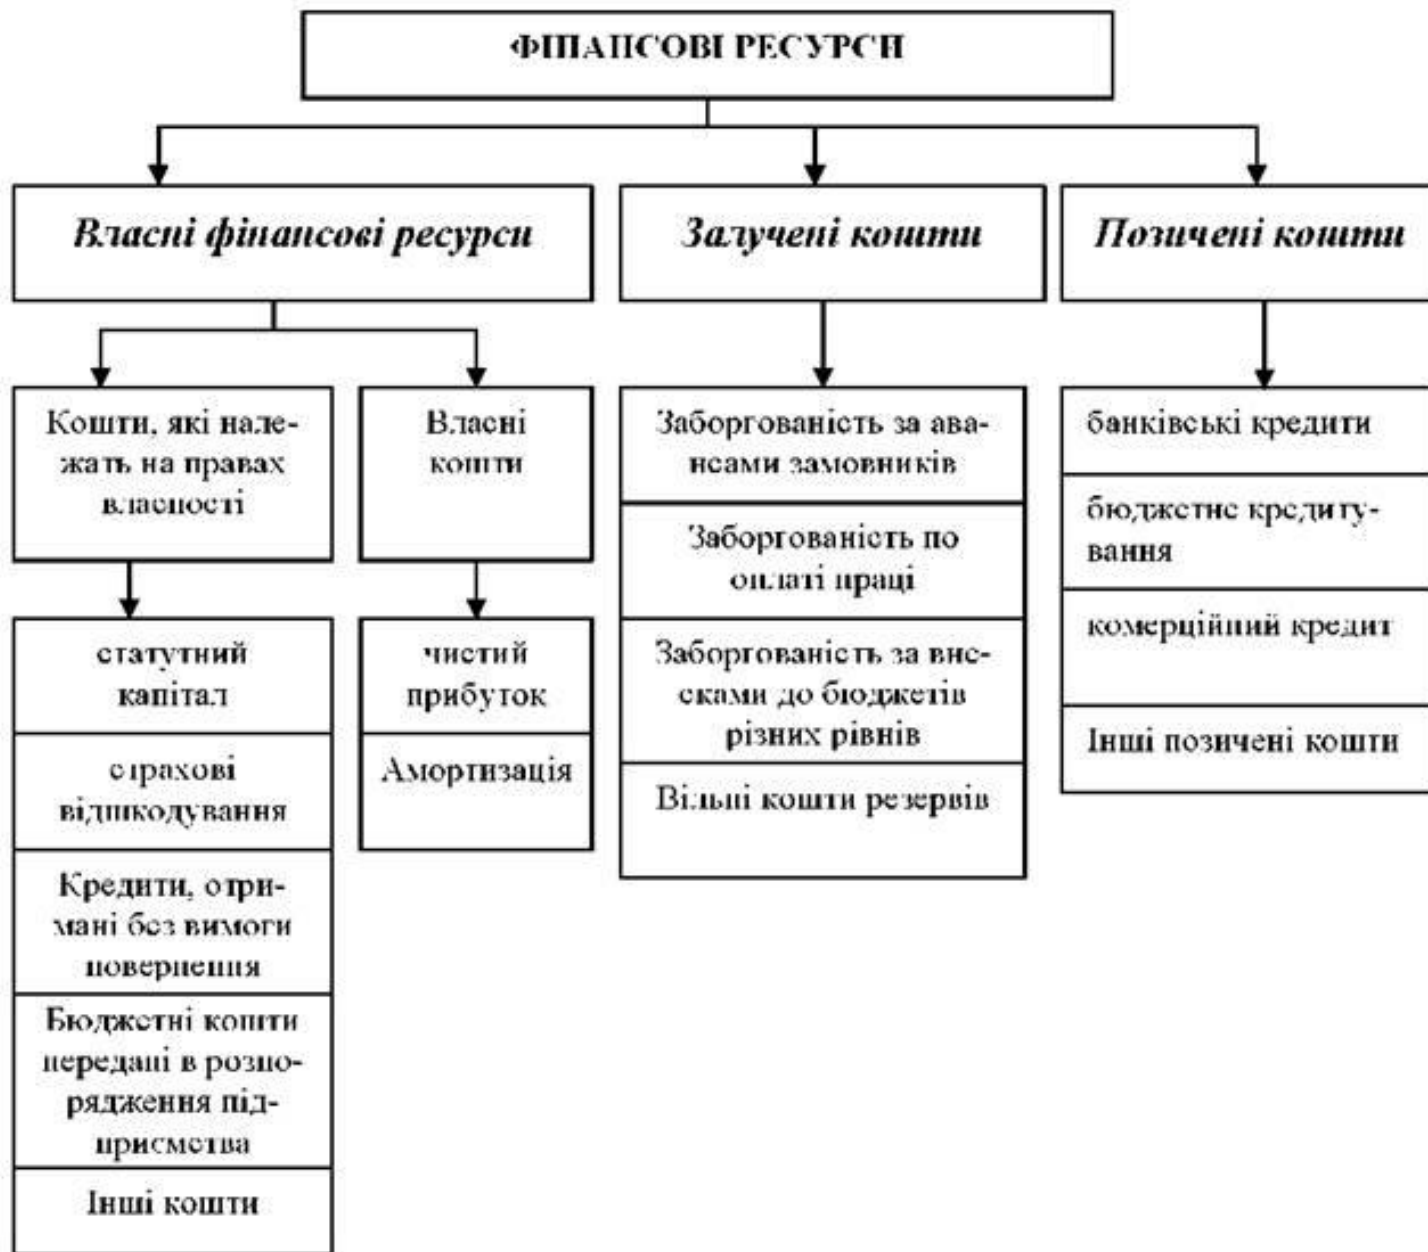 ФІНАНСОВІ РЕСУРСИ
Власні фінансові ресурси
Залучені кошти
Позичені кошти
Кошти, які нале-
жать на правах
власності
Власні
кошти
Заборгованість за ава-
нсами замовників
Заборгованість по
оплаті праці
Заборгованість за вне-
сками до бюджетів
різних рівнів
Вільні кошти резервів
банківські кредити
бюджетне кредиту-
вання
комерційний кредит
Інші позичені кошти
статутний
капітал
страхові
відшкодування
Кредити, отри-
мані без вимоги
повернення
Бюджетні кошти
передані в розпо-
рядження під-
приємства
Інші кошти
чистий
прибуток
Амортизація